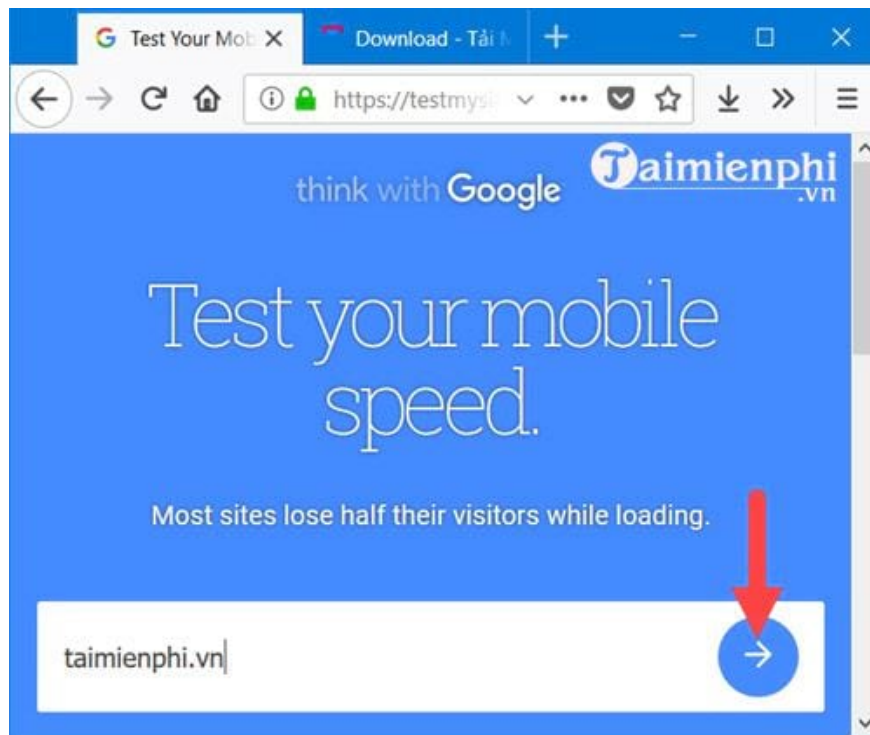 Test Your Mob
Download - Tải M
https://testmysi
think with Google
Taimienphi
.vn
Test your mobile
speed.
Most sites lose half their visitors while loading.
taimienphi.vn